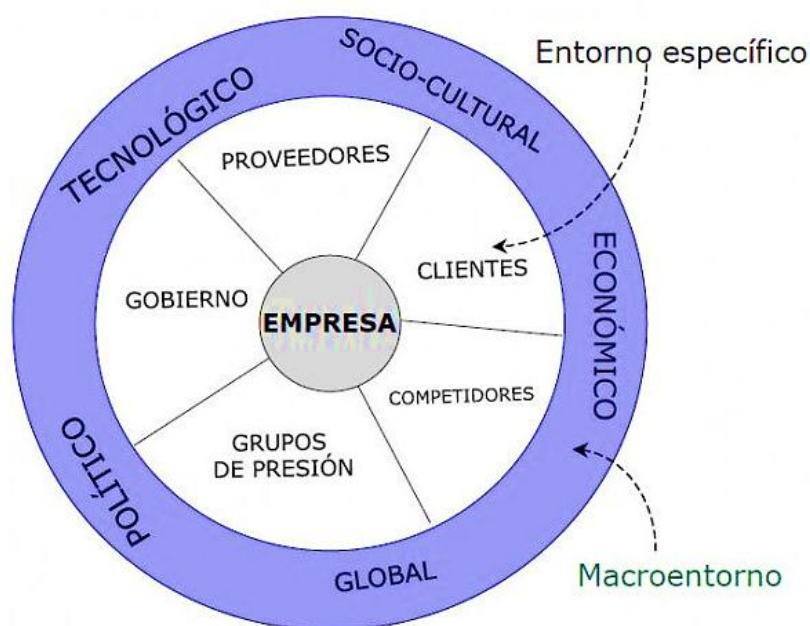 SOCIO-CULTURAL
Entorno específico
TECNOLÓGICO
PROVEEDORES
CLIENTES
ECONÓMICO
GOBIERNO
EMPRESA
COMPETIDORES
GRUPOS
DE PRESIÓN
POLÍTICO
GLOBAL
Macroentorno